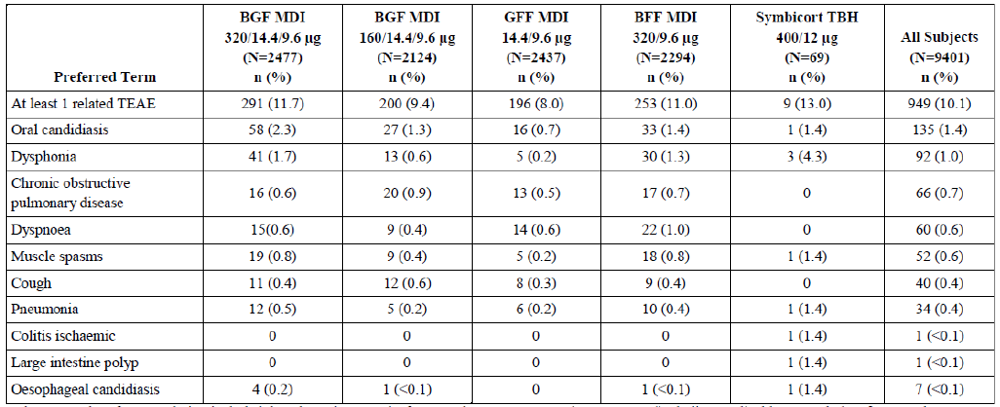 Preferred Term | BGF MDI 320/14.4/9.6 µg (N=2477) n (%) | BGF MDI 160/14.4/9.6 µg (N=2124) n (%) | GFF MDI 14.4/9.6 µg (N=2437) n (%) | BFF MDI 320/9.6 µg (N=2294) n (%) | Symbicort TBH 400/12 µg (N=69) n (%) | All Subjects (N=9401) n (%)
At least 1 related TEAE | 291 (11.7) | 200 (9.4) | 196 (8.0) | 253 (11.0) | 9 (13.0) | 949 (10.1)
Oral candidiasis | 58 (2.3) | 27 (1.3) | 16 (0.7) | 33 (1.4) | 1 (1.4) | 135 (1.4)
Dysphonia | 41 (1.7) | 13 (0.6) | 5 (0.2) | 30 (1.3) | 3 (4.3) | 92 (1.0)
Chronic obstructive pulmonary disease | 16 (0.6) | 20 (0.9) | 13 (0.5) | 17 (0.7) | 0 | 66 (0.7)
Dyspnoea | 15(0.6) | 9 (0.4) | 14 (0.6) | 22 (1.0) | 0 | 60 (0.6)
Muscle spasms | 19 (0.8) | 9 (0.4) | 5 (0.2) | 18 (0.8) | 1 (1.4) | 52 (0.6)
Cough | 11 (0.4) | 12 (0.6) | 8 (0.3) | 9 (0.4) | 0 | 40 (0.4)
Pneumonia | 12 (0.5) | 5 (0.2) | 6 (0.2) | 10 (0.4) | 1 (1.4) | 34 (0.4)
Colitis ischaemic | 0 | 0 | 0 | 0 | 1 (1.4) | 1 (<0.1)
Large intestine polyp | 0 | 0 | 0 | 0 | 1 (1.4) | 1 (<0.1)
Oesophageal candidiasis | 4 (0.2) | 1 (<0.1) | 0 | 1 (<0.1) | 1 (1.4) | 7 (<0.1)